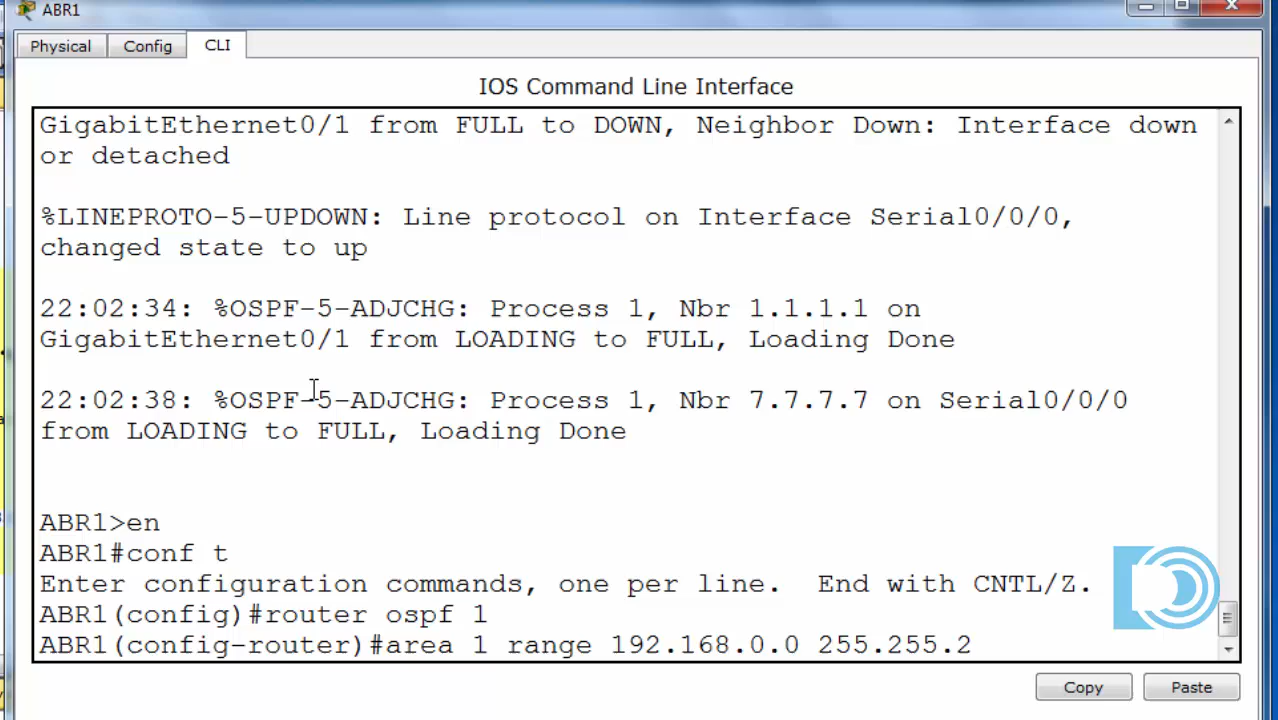 ABR1
Physical
Config
CLI
IOS Command Line Interface
GigabitEthernet0/1 from FULL to DOWN, Neighbor Down: Interface down
or detached
%LINEPROTO-5-UPDOWN: Line protocol on Interface Serial0/0/0,
changed state to up
22:02:34: %OSPF-5-ADJCHG: Process 1, Nbr 1.1.1.1 on
GigabitEthernet0/1 from LOADING to FULL, Loading Done
22:02:38: %OSPF-5-ADJCHG: Process 1, Nbr 7.7.7.7 on Serial0/0/0
from LOADING to FULL, Loading Done
ABR1>en
ABR1#conf t
Enter configuration commands, one per line.  End with CNTL/Z.
ABR1(config)#router ospf 1
ABR1(config-router)#area 1 range 192.168.0.0 255.255.2
Copy
Paste